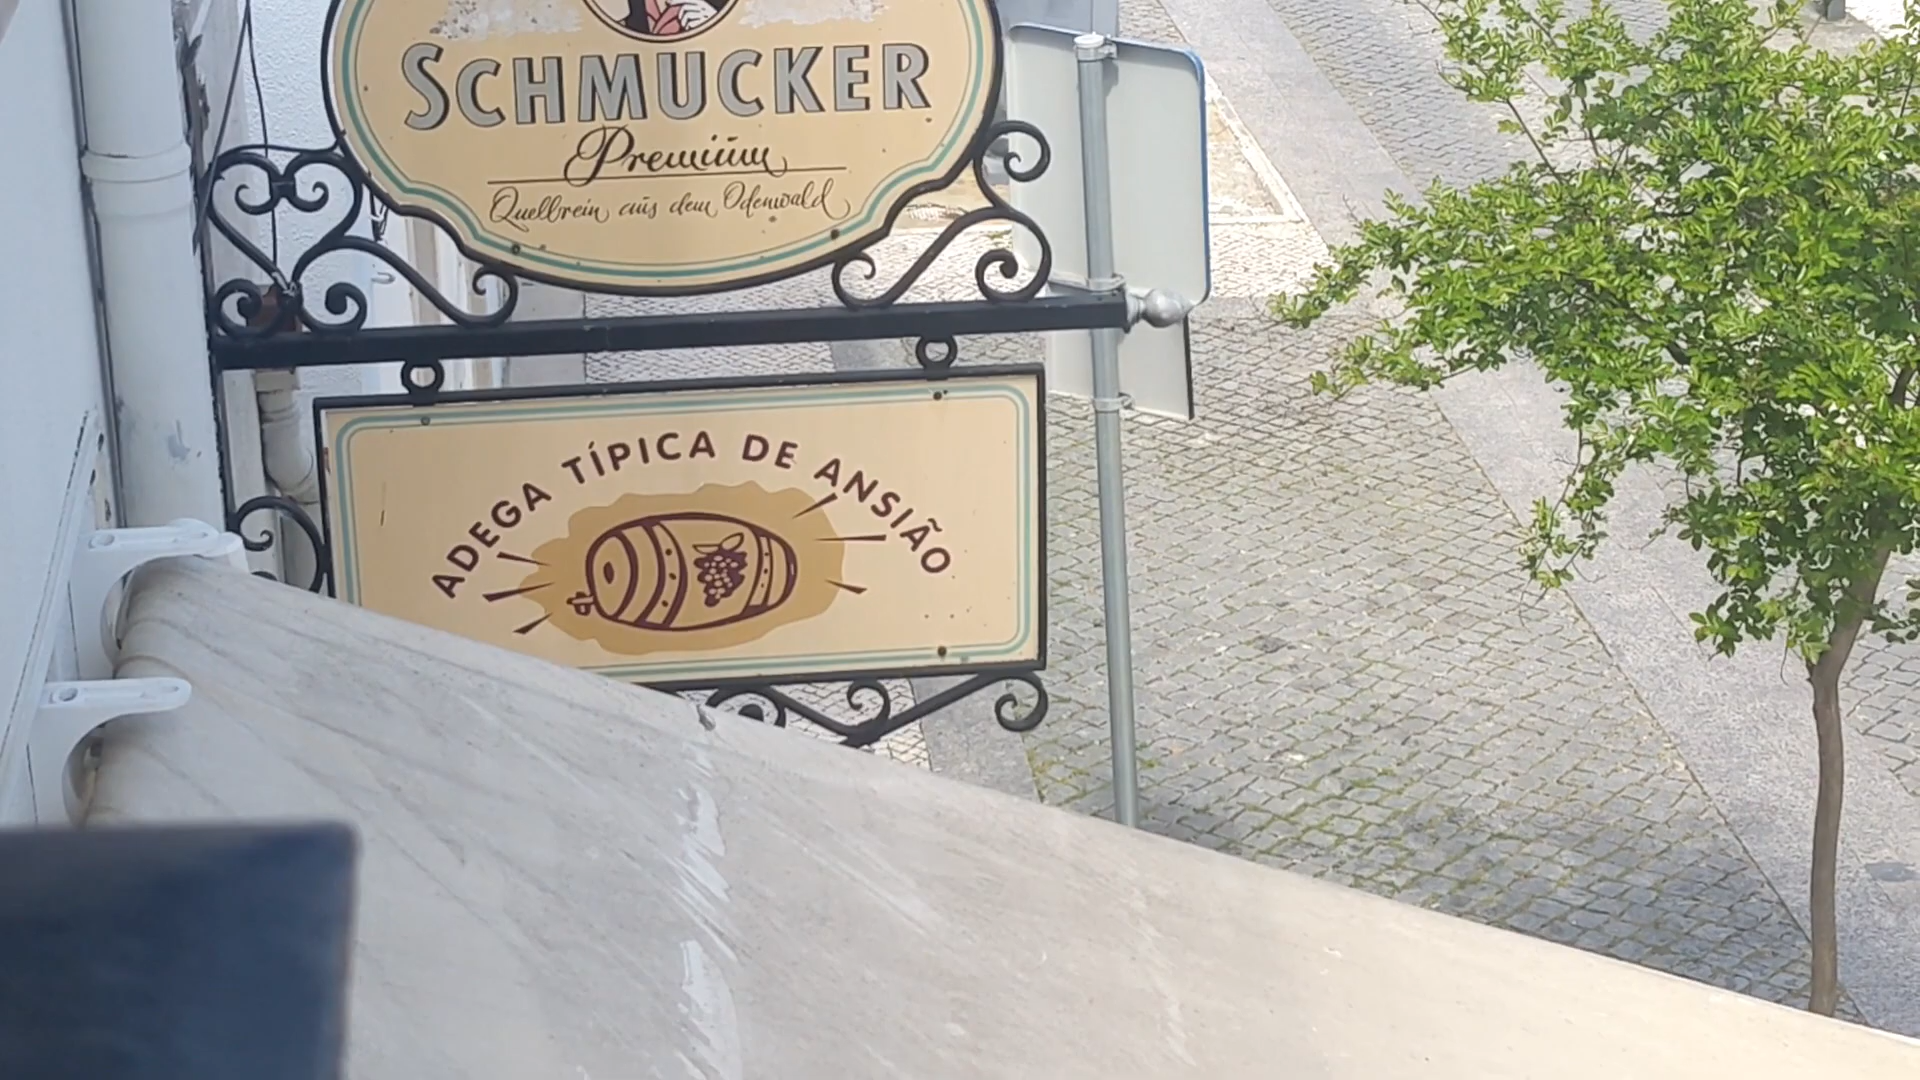 SCHMUCKER
Premium
Quellrein aus dem Odenwald
ADEGA TÍPICA DE ANSIÃO